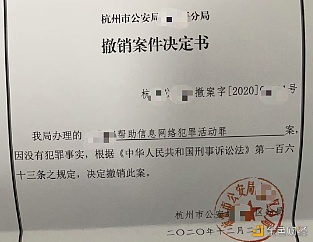 杭州市公安局 分局
撤销案件决定书
杭 撤案字[2020] 1号
我局办理的 帮助信息网络犯罪活动罪 案,
因没有犯罪事实，根据《中华人民共和国刑事诉讼法》第一百六
十三条之规定，决定撤销此案。
杭州市公安局 区
二〇二〇年十二月二